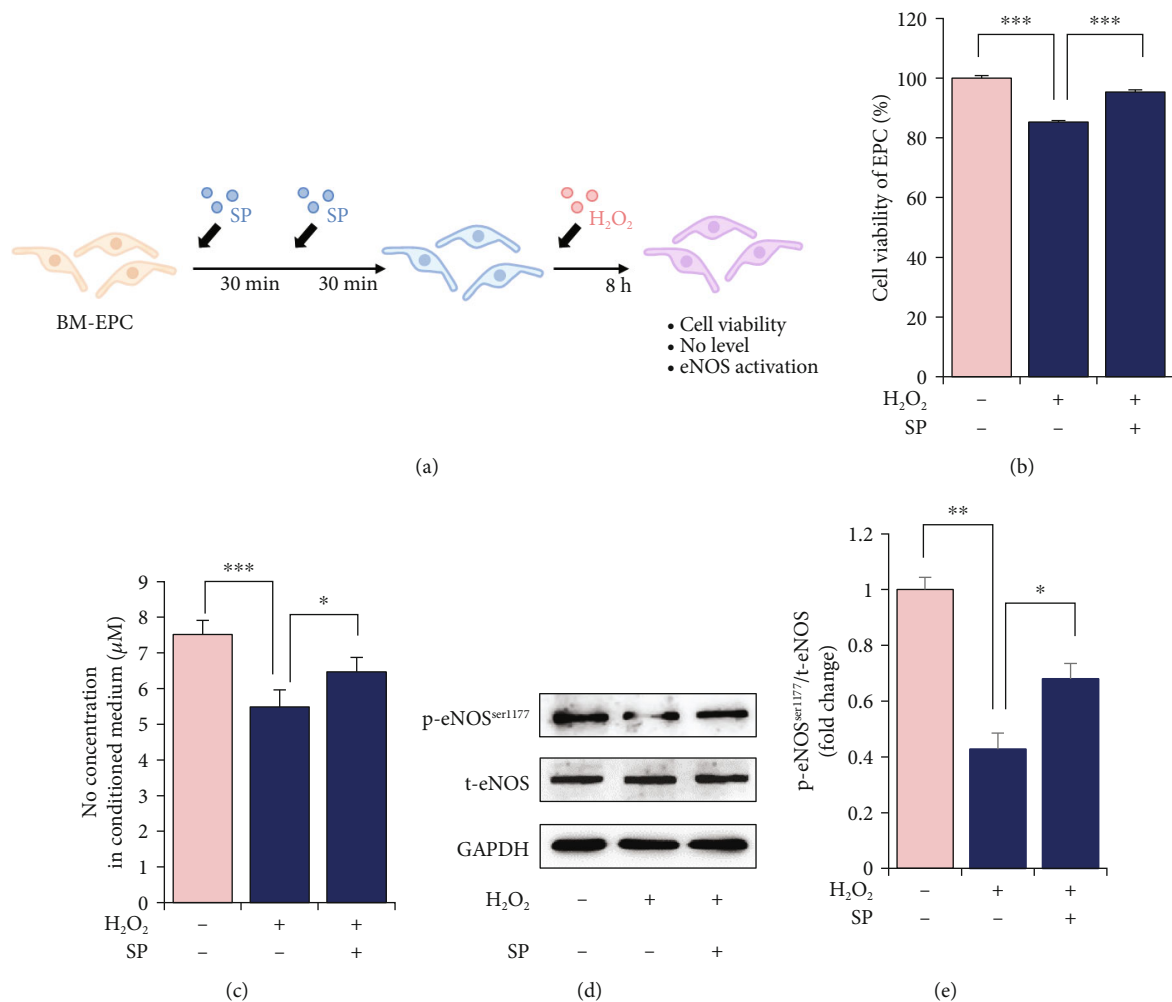 SP
SP
H₂O₂
30 min
30 min
8 h
BM-EPC
• Cell viability
• No level
• eNOS activation
(a)
***
***
Cell viability of EPC (%)
120
100
80
60
40
20
0
H₂O₂ – + +
SP – – +
(b)
***
*
No concentration
in conditioned medium (µM)
9
8
7
6
5
4
3
2
1
0
H₂O₂ – + +
SP – – +
(c)
p-eNOSˢᵉʳ¹¹⁷⁷
t-eNOS
GAPDH
H₂O₂ – + +
SP – – +
(d)
**
*
p-eNOSˢᵉʳ¹¹⁷⁷/t-eNOS
(fold change)
1.2
1
0.8
0.6
0.4
0.2
0
H₂O₂ – + +
SP – – +
(e)